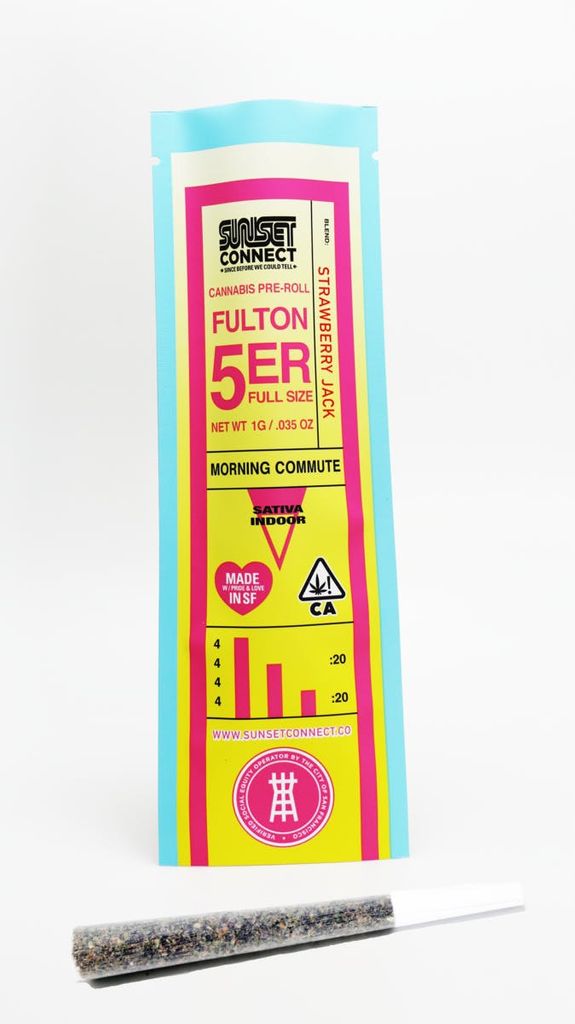 SUNSET
CONNECT
SINCE BEFORE WE COULD TELL
BLEND:
STRAWBERRY JACK
CANNABIS PRE-ROLL
FULTON
5ER
FULL SIZE
NET WT 1G / .035 OZ
MORNING COMMUTE
SATIVA
INDOOR
MADE
W/ PRIDE & LOVE
IN SF
!
CA
4
4 :20
4
4 :20
WWW.SUNSETCONNECT.CO
VERIFIED SOCIAL EQUITY OPERATOR BY THE CITY OF SAN FRANCISCO